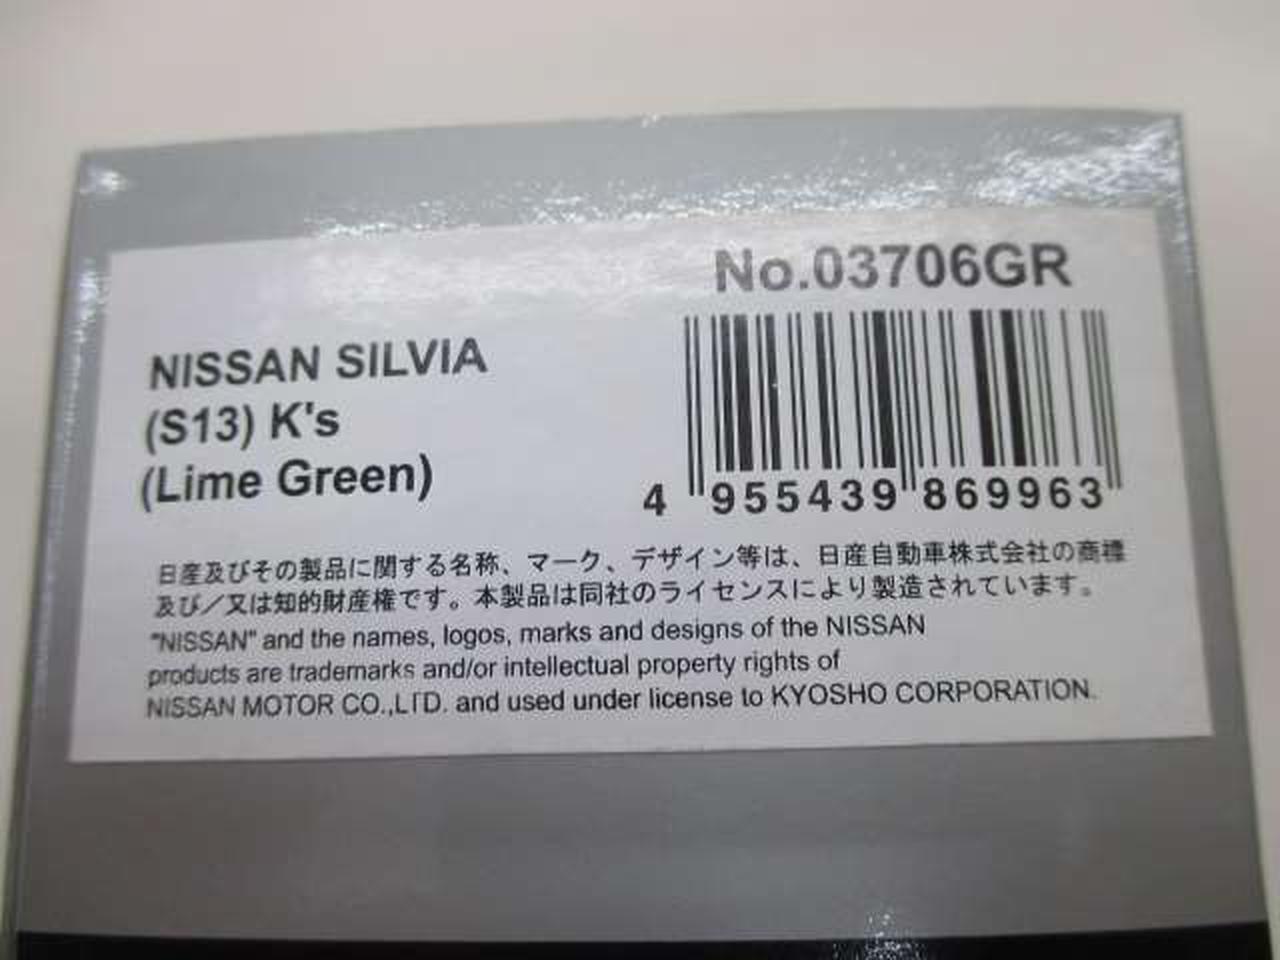 No.03706GR
NISSAN SILVIA
(S13) K's
(Lime Green)
4 955439 869963
日産及びその製品に関する名称、マーク、デザイン等は、日産自動車株式会社の商標
及び／又は知的財産権です。本製品は同社のライセンスにより製造されています。
"NISSAN" and the names, logos, marks and designs of the NISSAN
products are trademarks and/or intellectual property rights of
NISSAN MOTOR CO.,LTD. and used under license to KYOSHO CORPORATION.